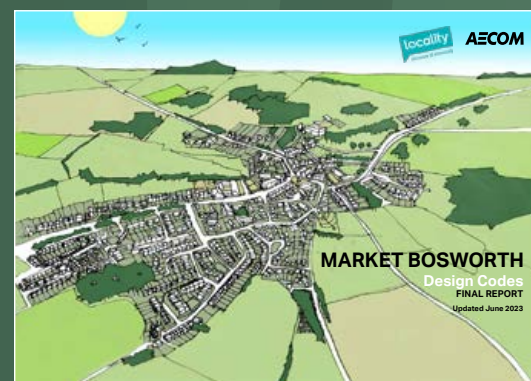 locality
AECOM
MARKET BOSWORTH
Design Codes
FINAL REPORT
Updated June 2023